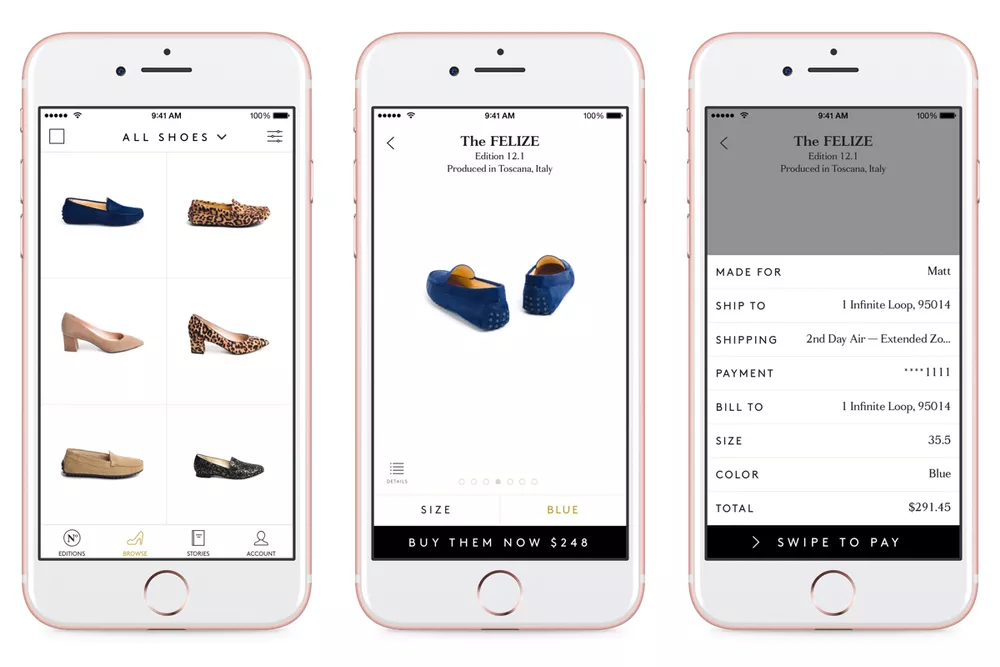 9:41 AM 100%
ALL SHOES
EDITIONS BROWSE STORIES ACCOUNT
9:41 AM 100%
The FELIZE
Edition 12.1
Produced in Toscana, Italy
DETAILS
SIZE BLUE
BUY THEM NOW $248
9:41 AM 100%
The FELIZE
Edition 12.1
Produced in Toscana, Italy
MADE FOR Matt
SHIP TO 1 Infinite Loop, 95014
SHIPPING 2nd Day Air — Extended Zo...
PAYMENT ****1111
BILL TO 1 Infinite Loop, 95014
SIZE 35.5
COLOR Blue
TOTAL $291.45
SWIPE TO PAY